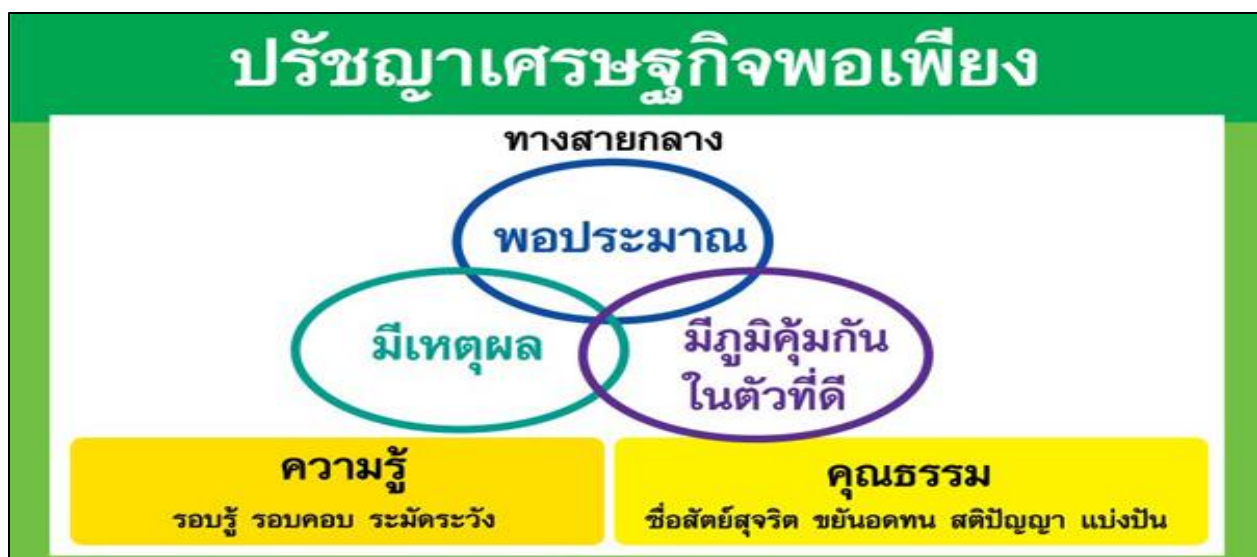 ปรัชญาเศรษฐกิจพอเพียง
ทางสายกลาง
พอประมาณ
มีเหตุผล
มีภูมิคุ้มกัน
ในตัวที่ดี
ความรู้
รอบรู้ รอบคอบ ระมัดระวัง
คุณธรรม
ซื่อสัตย์สุจริต ขยันอดทน สติปัญญา แบ่งปัน